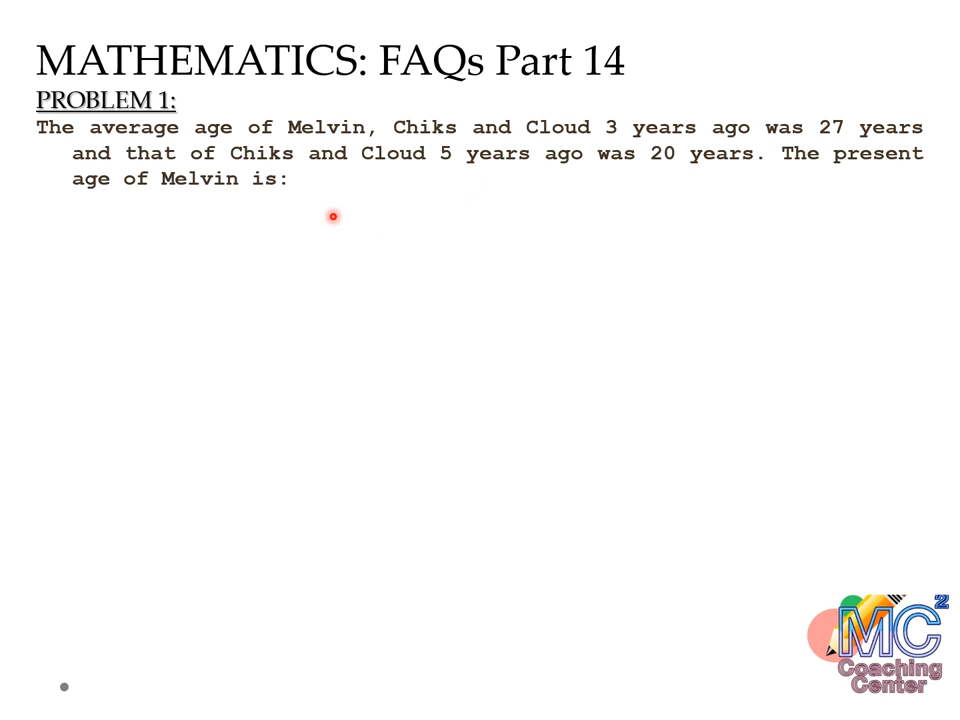 MATHEMATICS: FAQs Part 14
PROBLEM 1:
The average age of Melvin, Chiks and Cloud 3 years ago was 27 years
and that of Chiks and Cloud 5 years ago was 20 years. The present
age of Melvin is:
MC2
Coaching
Center